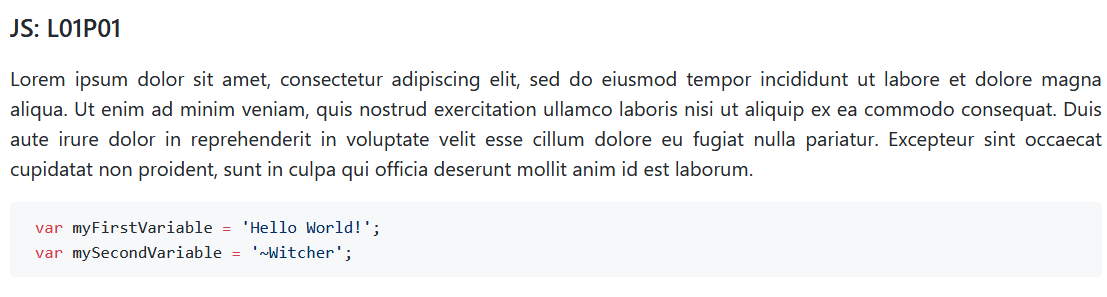 JS: L01P01
Lorem ipsum dolor sit amet, consectetur adipiscing elit, sed do eiusmod tempor incididunt ut labore et dolore magna
aliqua. Ut enim ad minim veniam, quis nostrud exercitation ullamco laboris nisi ut aliquip ex ea commodo consequat. Duis
aute irure dolor in reprehenderit in voluptate velit esse cillum dolore eu fugiat nulla pariatur. Excepteur sint occaecat
cupidatat non proident, sunt in culpa qui officia deserunt mollit anim id est laborum.
var myFirstVariable = 'Hello World!';
var mySecondVariable = '~Witcher';